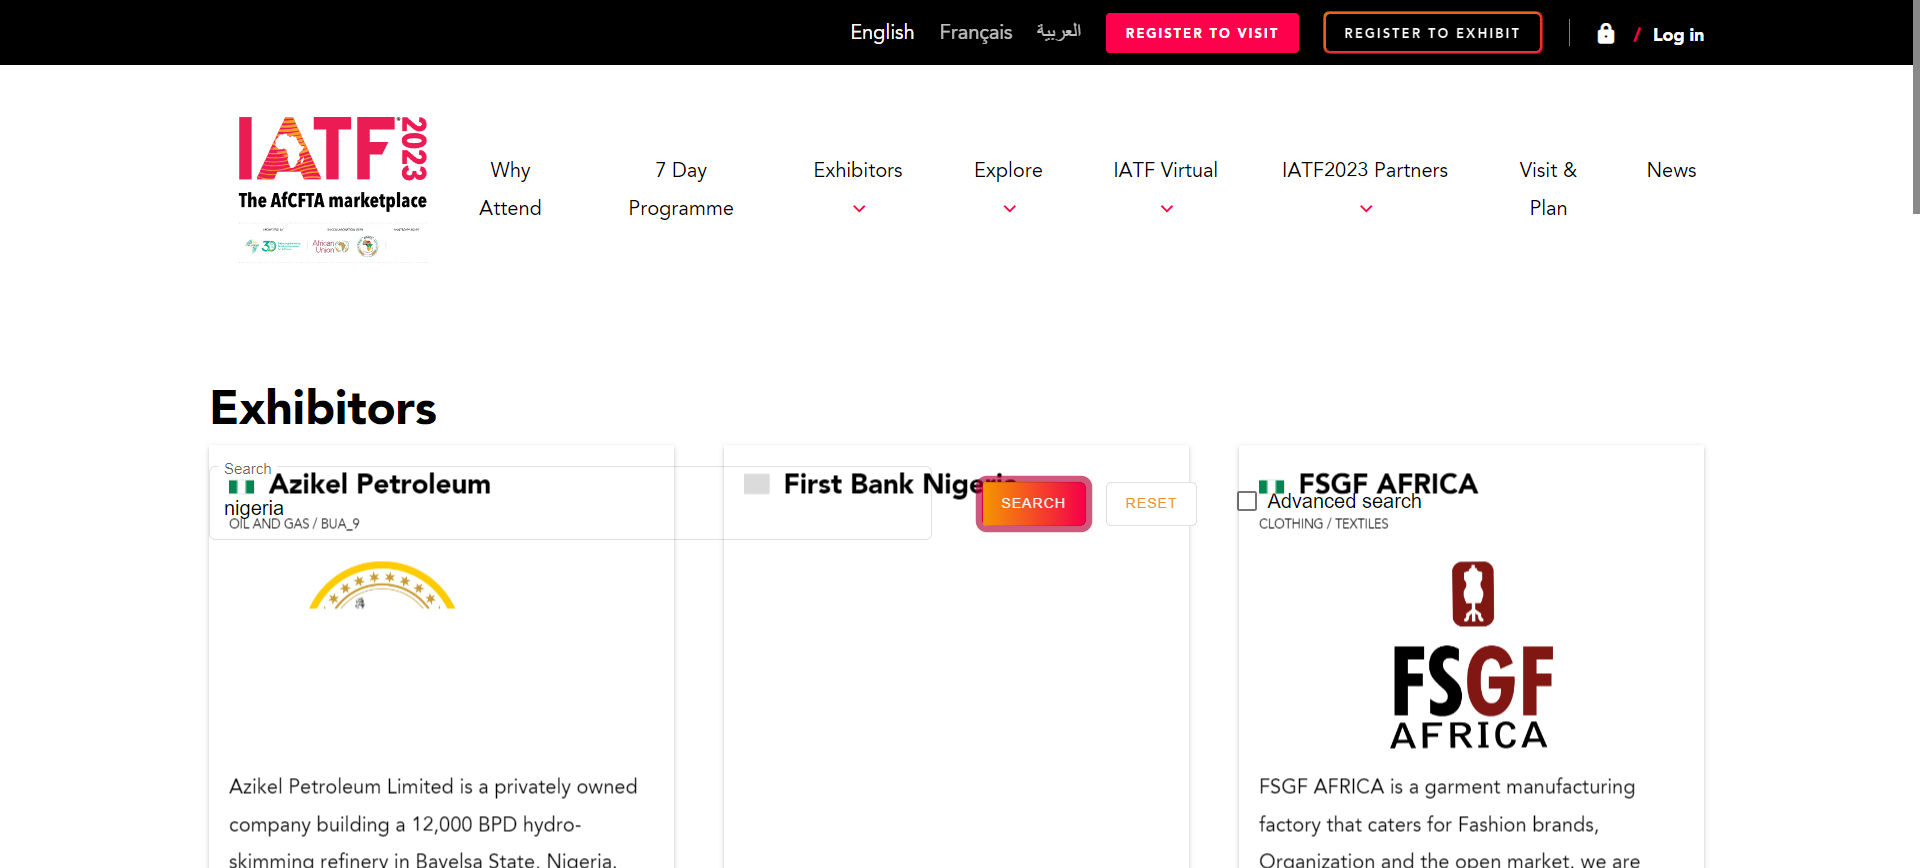 English
Français
العربية
REGISTER TO VISIT
REGISTER TO EXHIBIT
/
Log in
IATF 2023
The AfCFTA marketplace
30
African Union
Why Attend
7 Day Programme
Exhibitors
Explore
IATF Virtual
IATF2023 Partners
Visit & Plan
News
Exhibitors
Search
nigeria
SEARCH
RESET
Advanced search
Azikel Petroleum
OIL AND GAS / BUA_9
Azikel Petroleum Limited is a privately owned
company building a 12,000 BPD hydro-
skimming refinery in Bayelsa State, Nigeria.
First Bank Nigeria
FSGF AFRICA
CLOTHING / TEXTILES
FSGF
AFRICA
FSGF AFRICA is a garment manufacturing
factory that caters for Fashion brands,
Organization and the open market. we are